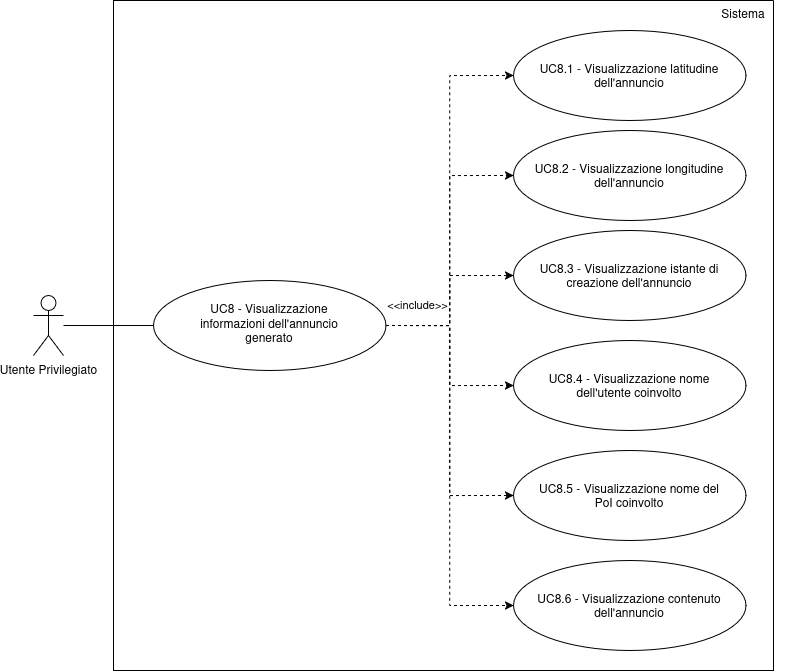 Sistema
UC8.1 - Visualizzazione latitudine
dell'annuncio
UC8.2 - Visualizzazione longitudine
dell'annuncio
UC8.3 - Visualizzazione istante di
creazione dell'annuncio
<<include>>
UC8 - Visualizzazione
informazioni dell'annuncio
generato
Utente Privilegiato
UC8.4 - Visualizzazione nome
dell'utente coinvolto
UC8.5 - Visualizzazione nome del
PoI coinvolto
UC8.6 - Visualizzazione contenuto
dell'annuncio